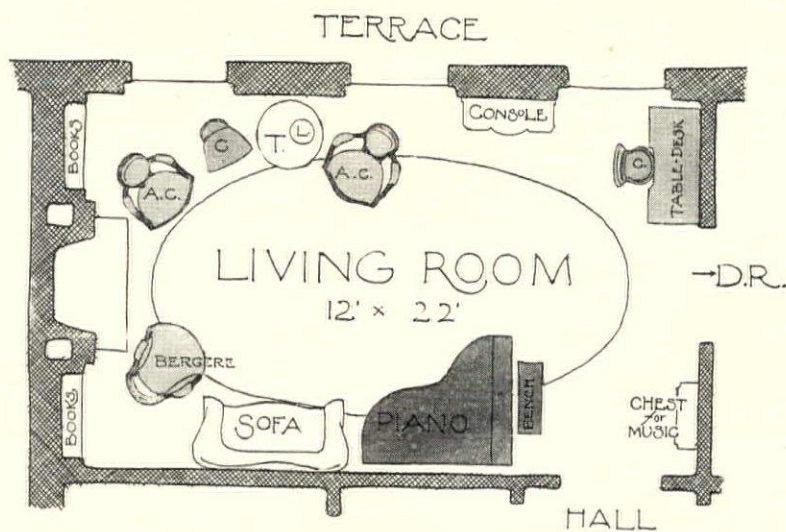 TERRACE
CONSOLE
BOOKS
C
T.
L
A.C.
A.C.
C.
TABLE-DESK
LIVING ROOM
12' x 22'
→D.R.
BERGERE
BOOKS
SOFA
PIANO
BENCH
CHEST
for
MUSIC
HALL